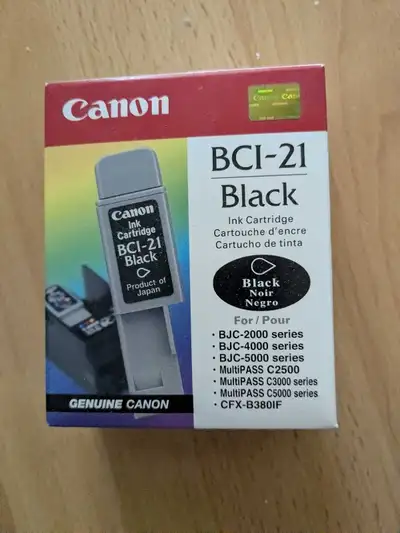 Canon
BCI-21
Black
Ink Cartridge
Cartouche d'encre
Cartucho de tinta
Black
Noir
Negro
For / Pour
· BJC-2000 series
· BJC-4000 series
· BJC-5000 series
· MultiPASS C2500
· MultiPASS C3000 series
· MultiPASS C5000 series
· CFX-B380IF
Canon
Ink
Cartridge
BCI-21
Black
Product of
Japan
GENUINE CANON